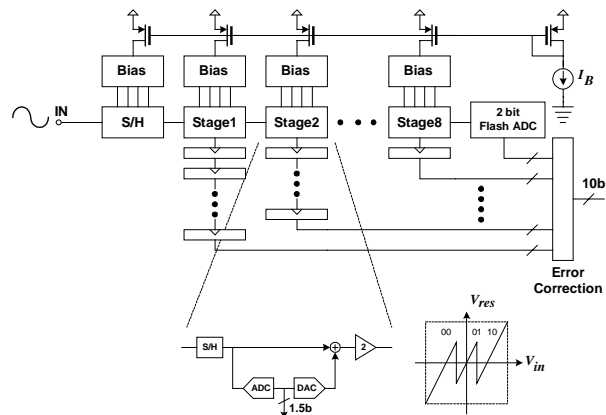 Bias
Bias
Bias
Bias
I_B
IN
S/H
Stage1
Stage2
Stage8
2 bit
Flash ADC
10b
Error
Correction
S/H
2
ADC
DAC
1.5b
V_res
00
01
10
V_in